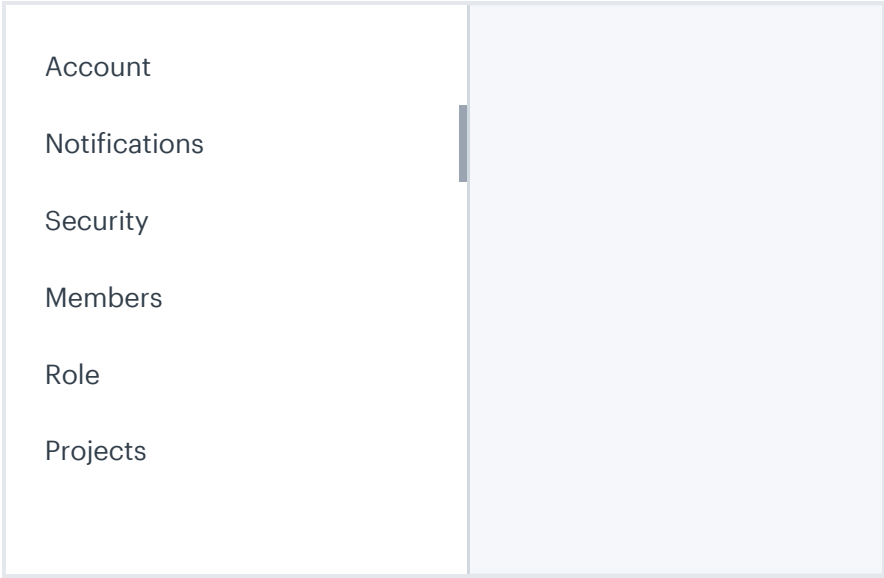 Account
Notifications
Security
Members
Role
Projects